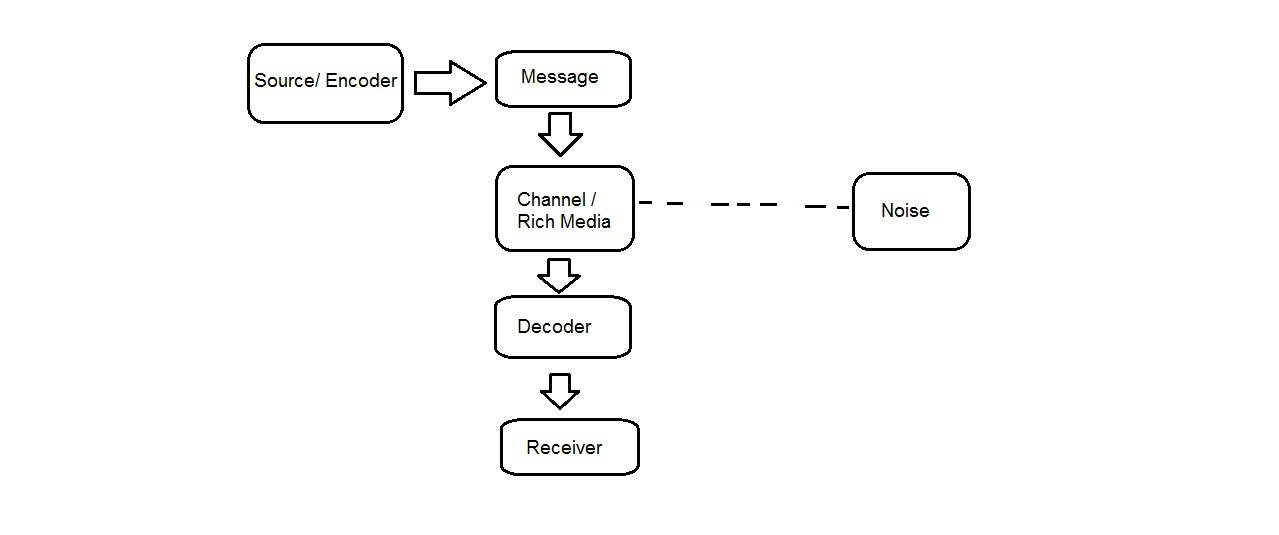 Source/ Encoder
Message
Channel /
Rich Media
Noise
Decoder
Receiver